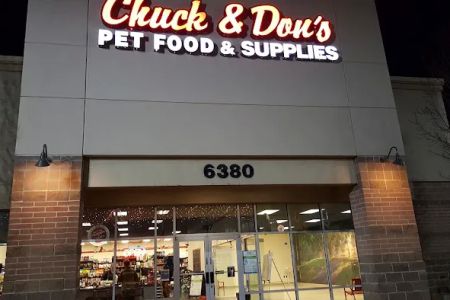 Chuck & Don's
PET FOOD & SUPPLIES
6380